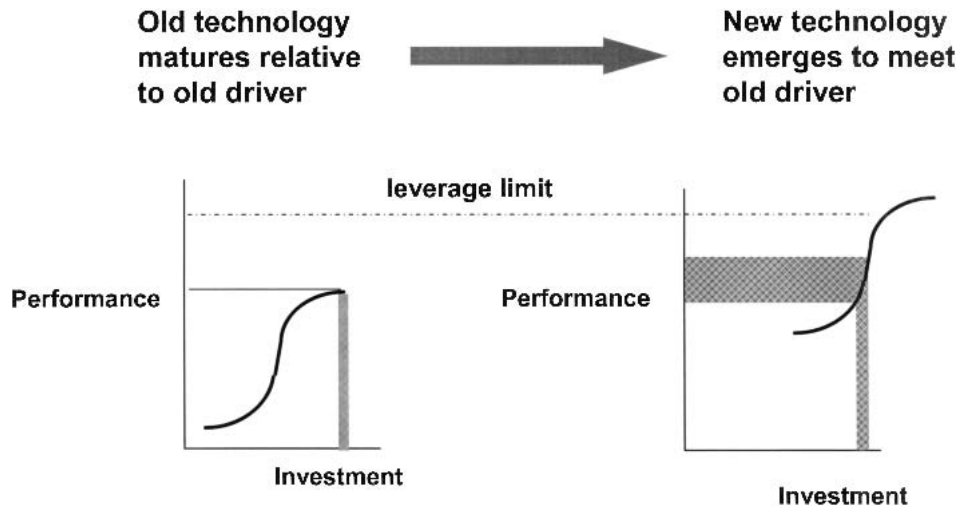 Old technology
matures relative
to old driver
New technology
emerges to meet
old driver
leverage limit
Performance
Performance
Investment
Investment